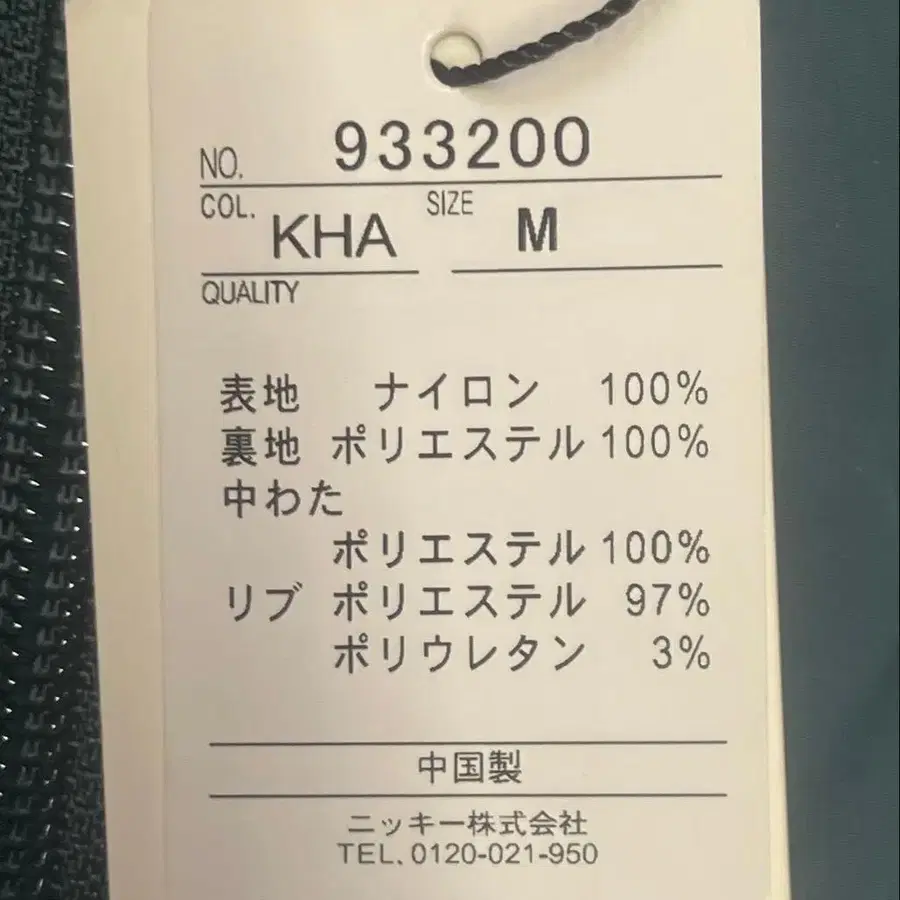 NO. 933200
COL. KHA SIZE M
QUALITY
表地 ナイロン 100%
裏地 ポリエステル 100%
中わた
ポリエステル 100%
リブ ポリエステル 97%
ポリウレタン 3%
中国製
ニッキー株式会社
TEL、0120-021-950